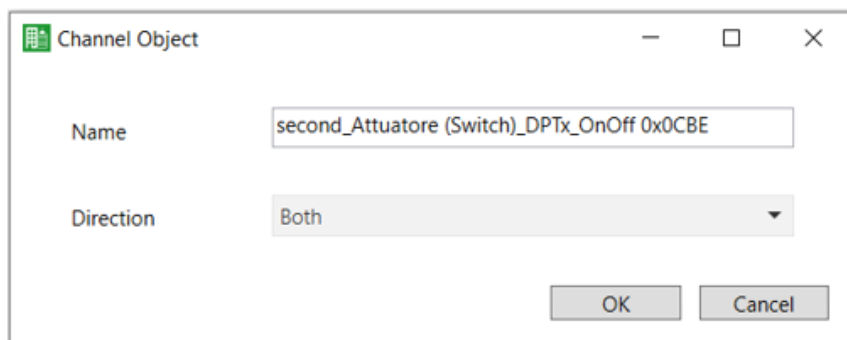 Channel Object
Name
second_Attuatore (Switch)_DPTx_OnOff 0x0CBE
Direction
Both
OK
Cancel